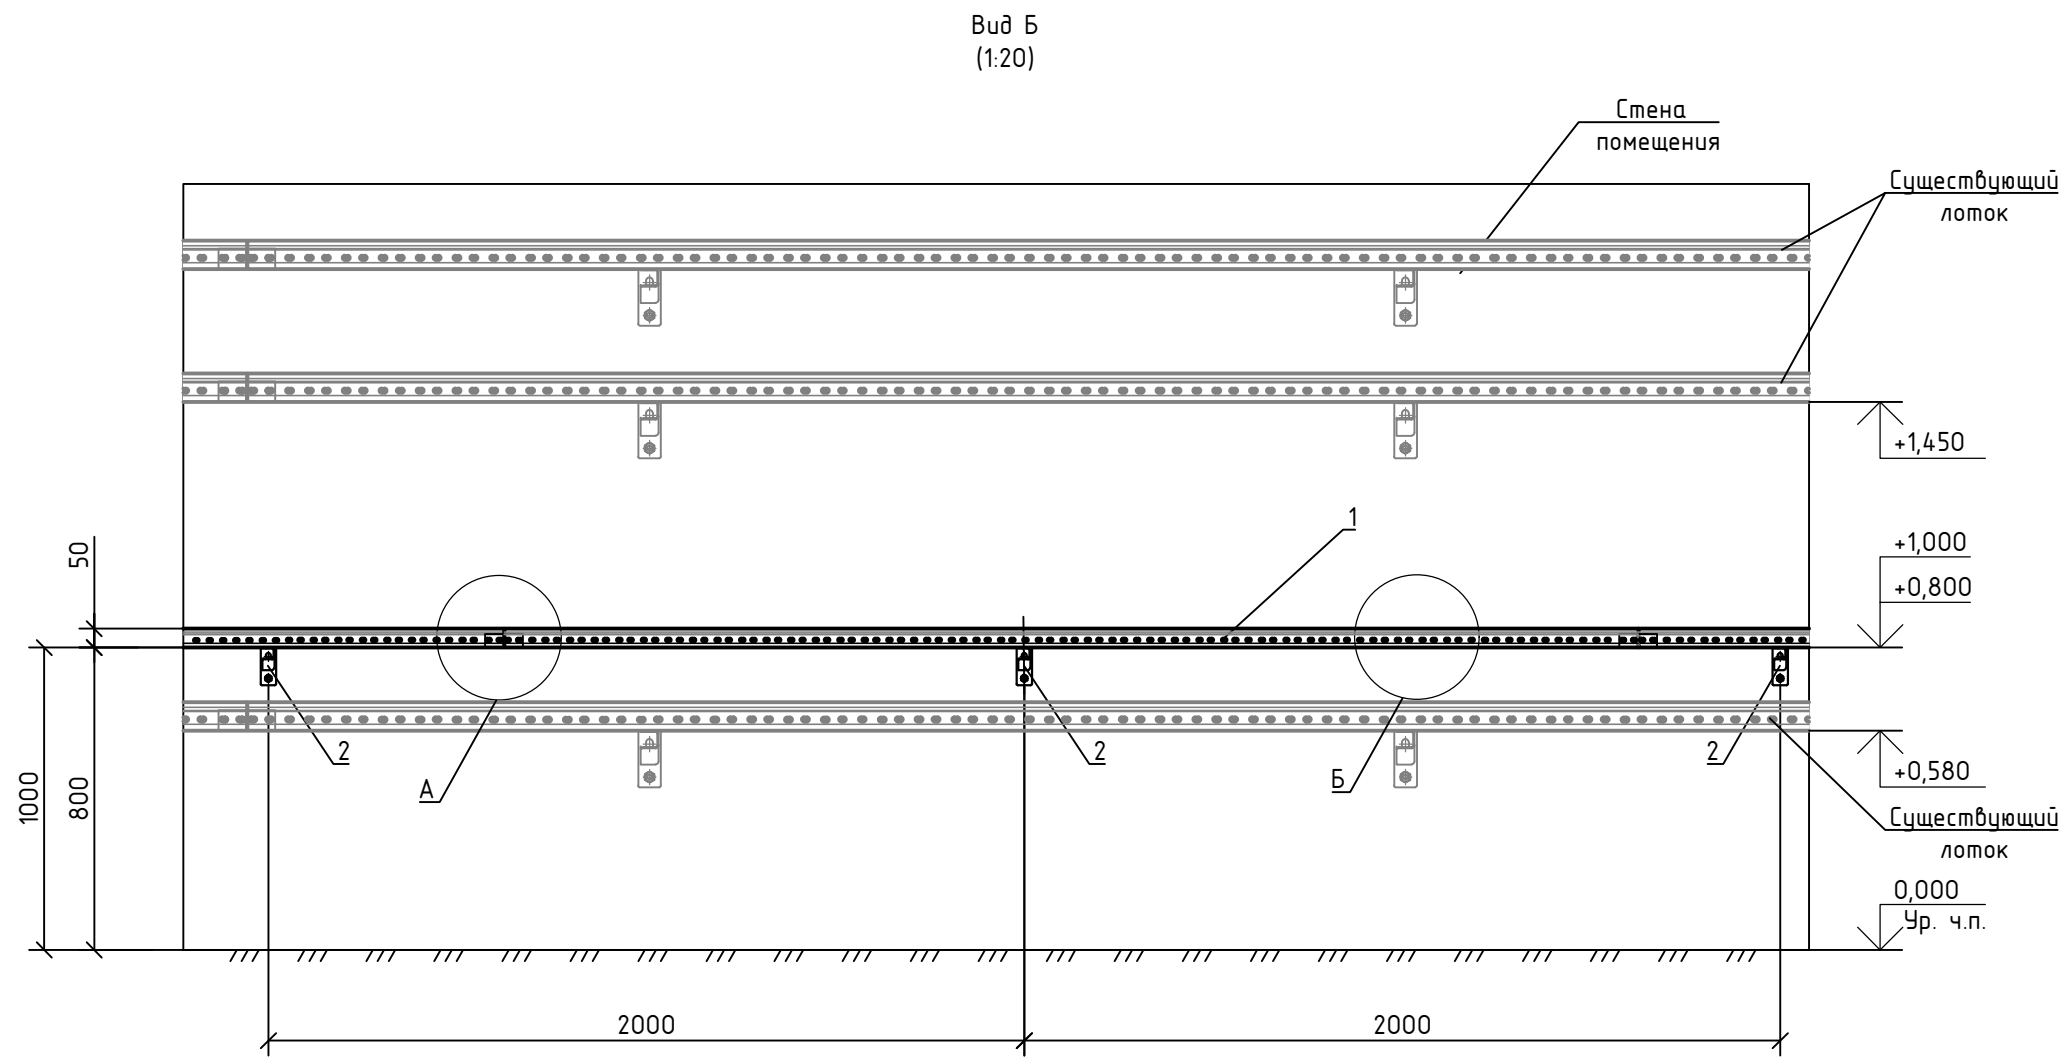 Вид Б
(1:20)
Стена
помещения
Существующий
лоток
+1,450
1
50
+1,000
+0,800
2
2
2
А
Б
+0,580
1000
800
Существующий
лоток
0,000
Ур. ч.п.
2000
2000